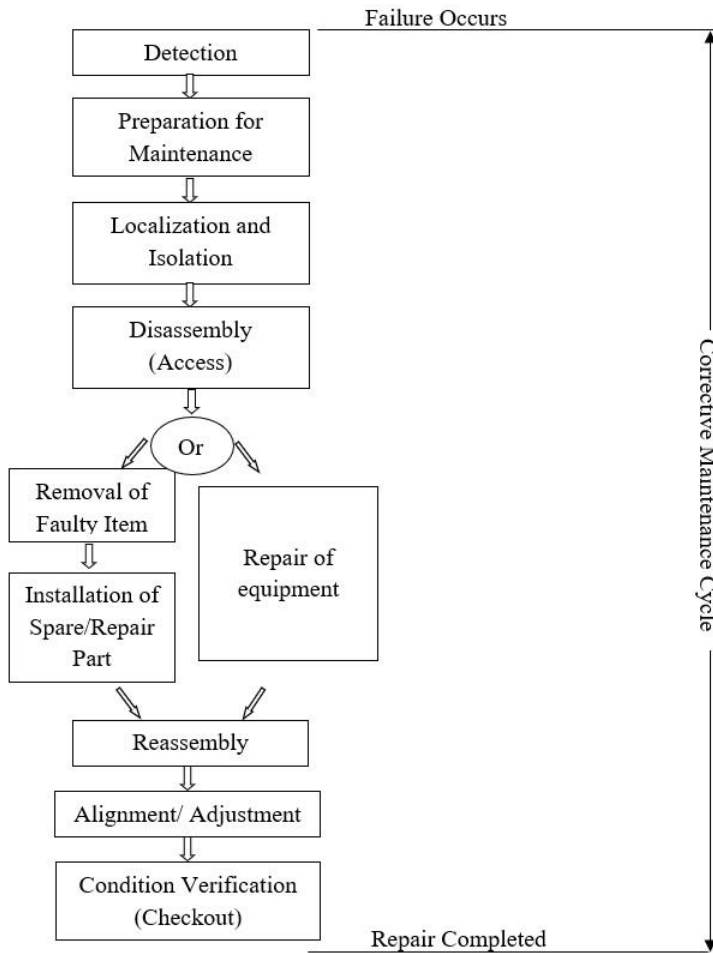 Failure Occurs
Detection
Preparation for
Maintenance
Localization and
Isolation
Disassembly
(Access)
Or
Removal of
Faulty Item
Installation of
Spare/Repair
Part
Repair of
equipment
Reassembly
Alignment/ Adjustment
Condition Verification
(Checkout)
Repair Completed
Corrective Maintenance Cycle